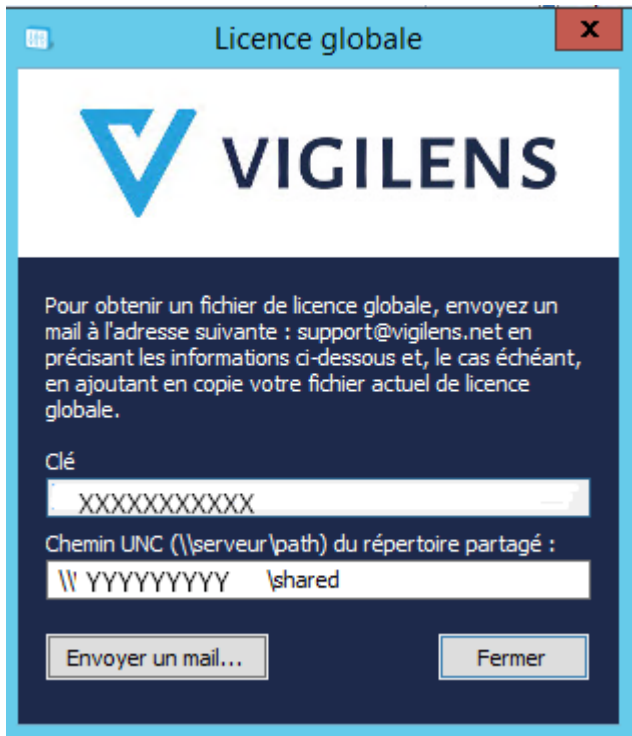 Licence globale
x
VIGILENS
Pour obtenir un fichier de licence globale, envoyez un
mail à l'adresse suivante : support@vigilens.net en
précisant les informations ci-dessous et, le cas échéant,
en ajoutant en copie votre fichier actuel de licence
globale.
Clé
XXXXXXXXXXX
Chemin UNC (\\serveur\path) du répertoire partagé :
\\ YYYYYYYYY \shared
Envoyer un mail... Fermer